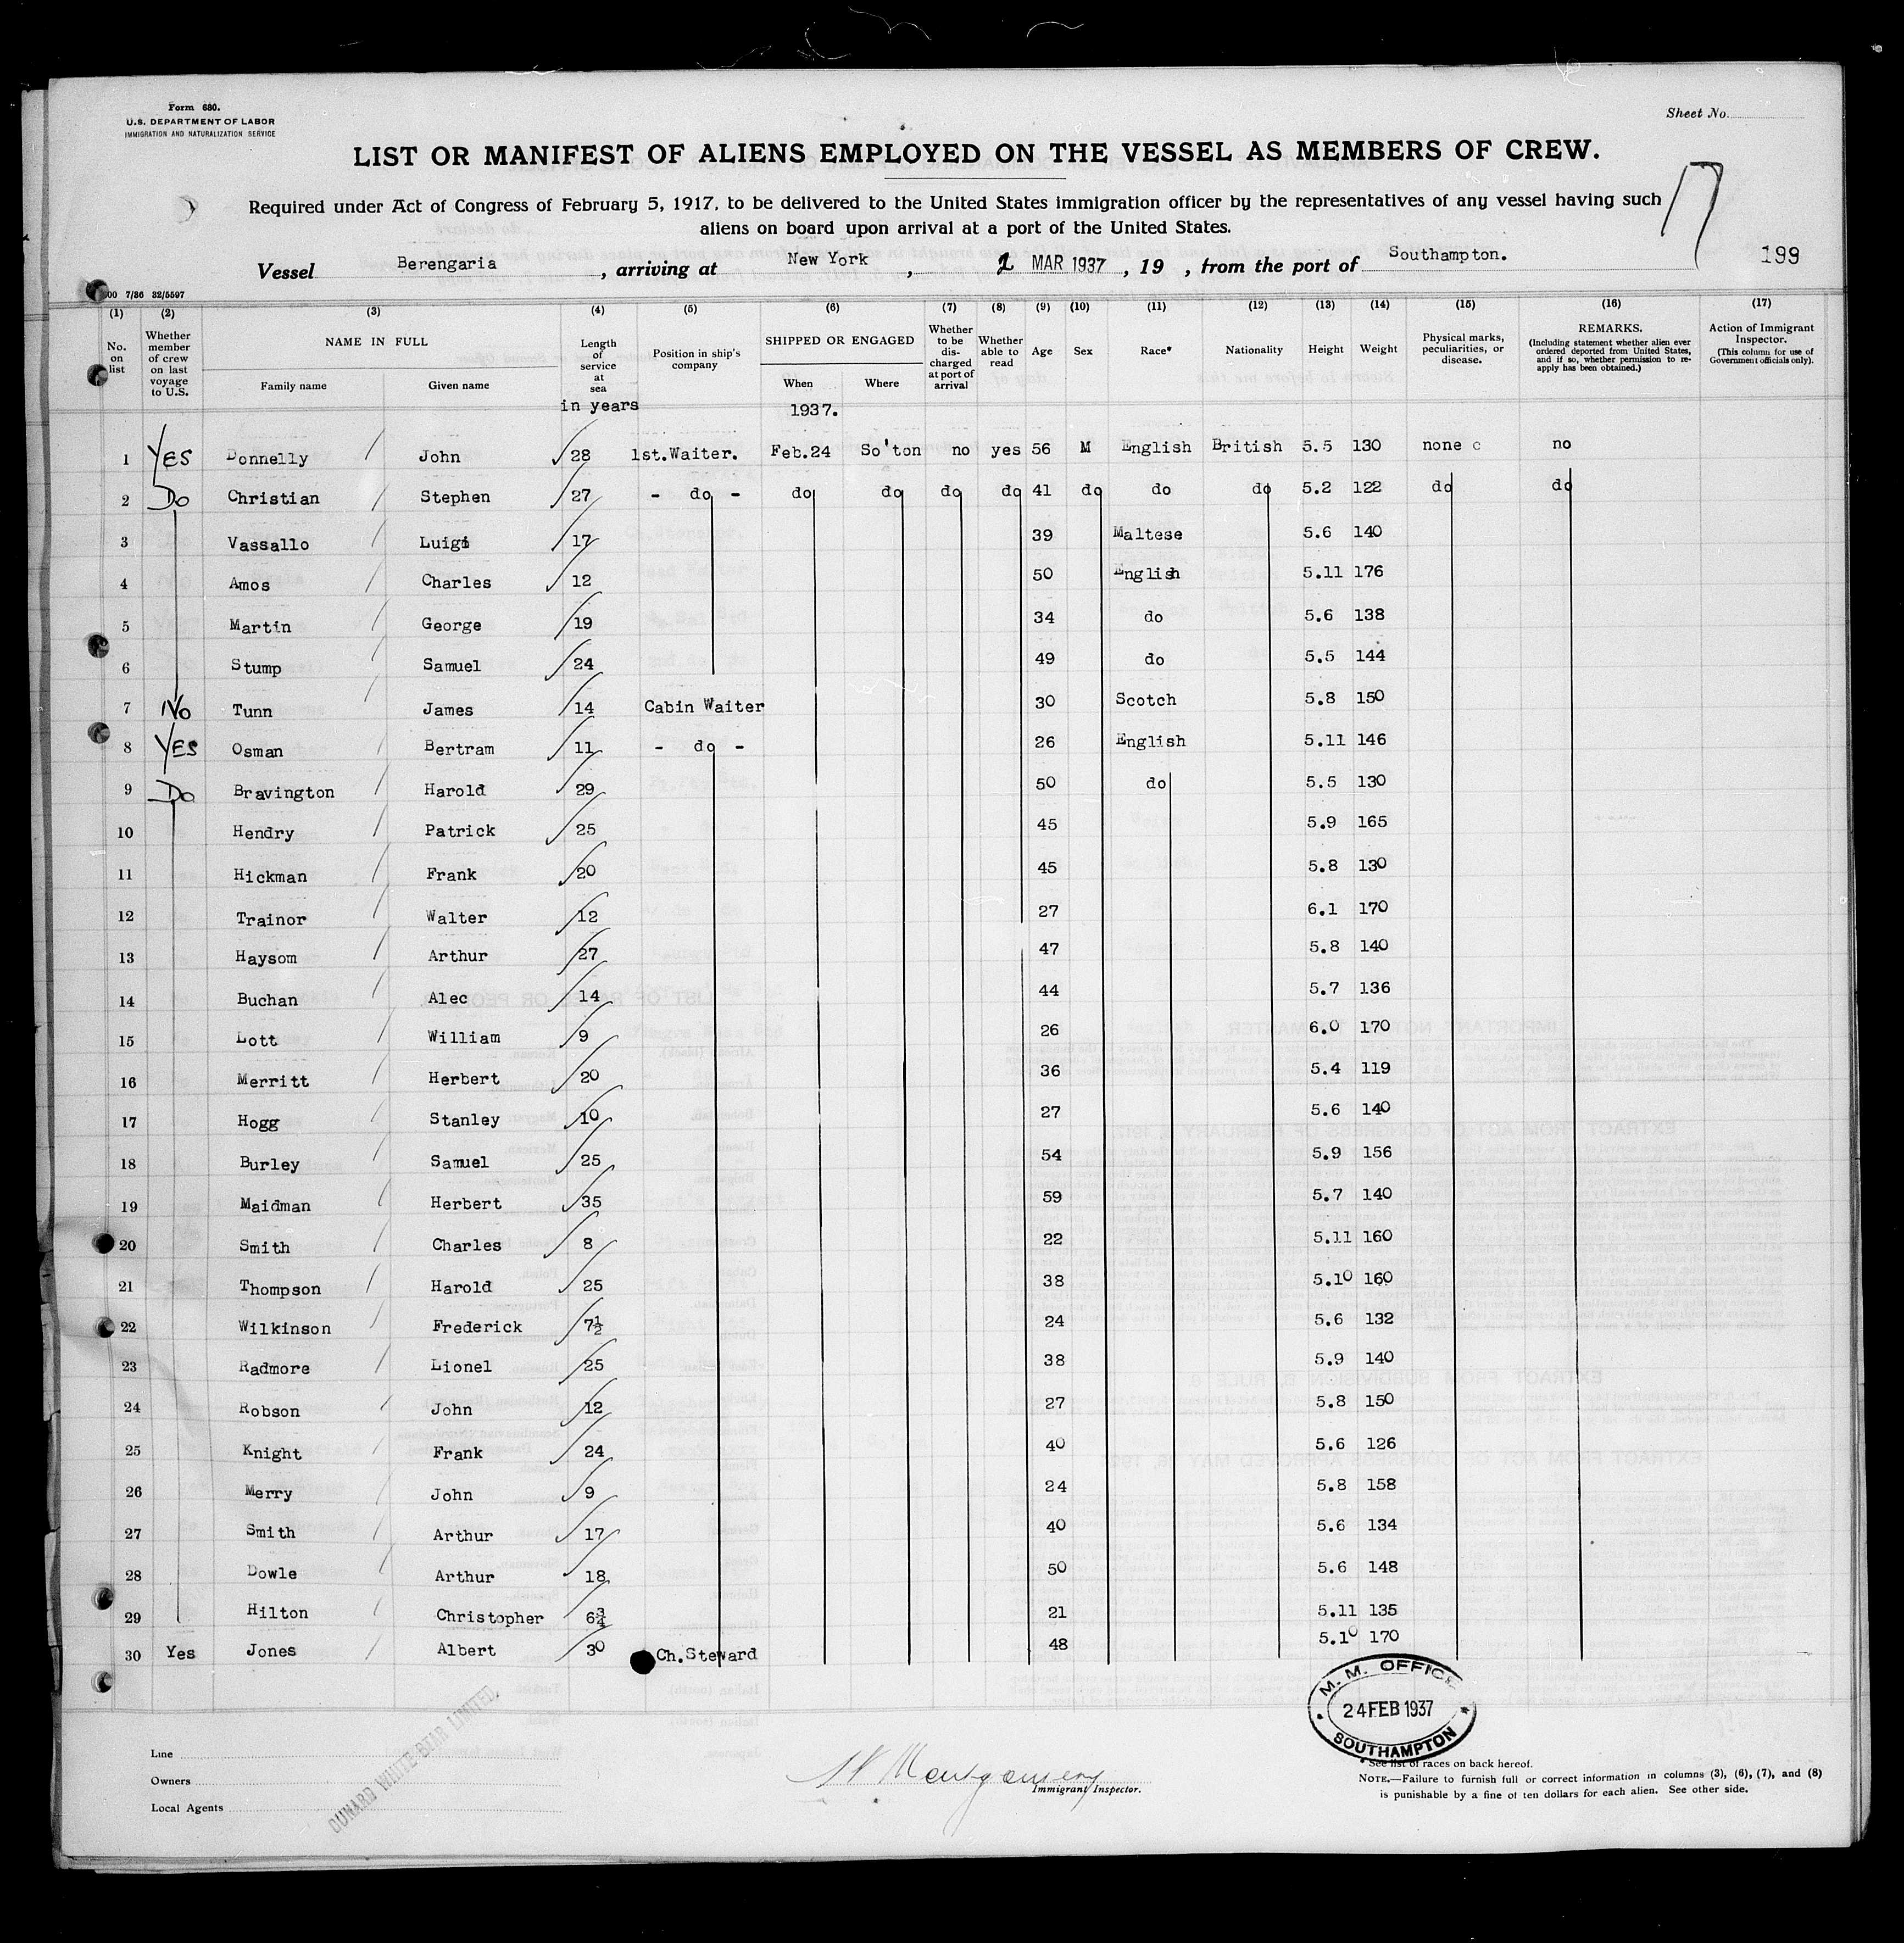 Form 680.
U.S. DEPARTMENT OF LABOR
IMMIGRATION AND NATURALIZATION SERVICE
Sheet No.
LIST OR MANIFEST OF ALIENS EMPLOYED ON THE VESSEL AS MEMBERS OF CREW.
17
Required under Act of Congress of February 5, 1917, to be delivered to the United States immigration officer by the representatives of any vessel having such
aliens on board upon arrival at a port of the United States.
Vessel Berengaria, arriving at New York, 2 MAR 1937, 19 , from the port of Southampton. 199
00 7/36 32/5597
(1) (2) (3) (4) (5) (6) (7) (8) (9) (10) (11) (12) (13) (14) (15) (16) (17)
No. on list
Whether member of crew on last voyage to U.S.
NAME IN FULL
Family name Given name
Length of service at sea
in years
Position in ship's company
SHIPPED OR ENGAGED
When Where
1937.
Whether to be discharged at port of arrival
Whether able to read
Age
Sex
Race*
Nationality
Height
Weight
Physical marks, peculiarities, or disease.
REMARKS.
(Including statement whether alien ever ordered deported from United States, and if so, whether permission to reapply has been obtained.)
Action of Immigrant Inspector.
(This column for use of Government officials only).
1 YES Donnelly John 28 1st.Waiter. Feb.24 So'ton no yes 56 M English British 5.5 130 none no
2 Do Christian Stephen 27 - do - do do do do 41 do do do 5.2 122 do do
3 Vassallo Luigi 17 39 Maltese 5.6 140
4 Amos Charles 12 50 English 5.11 176
5 Martin George 19 34 do 5.6 138
6 Stump Samuel 24 49 do 5.5 144
7 No Tunn James 14 Cabin Waiter 30 Scotch 5.8 150
8 YES Osman Bertram 11 - do - 26 English 5.11 146
9 Do Bravington Harold 29 50 do 5.5 130
10 Hendry Patrick 25 45 5.9 165
11 Hickman Frank 20 45 5.8 130
12 Trainor Walter 12 27 6.1 170
13 Haysom Arthur 27 47 5.8 140
14 Buchan Alec 14 44 5.7 136
15 Lott William 9 26 6.0 170
16 Merritt Herbert 20 36 5.4 119
17 Hogg Stanley 10 27 5.6 140
18 Burley Samuel 25 54 5.9 156
19 Maidman Herbert 35 59 5.7 140
20 Smith Charles 8 22 5.11 160
21 Thompson Harold 25 38 5.10 160
22 Wilkinson Frederick 7½ 24 5.6 132
23 Radmore Lionel 25 38 5.9 140
24 Robson John 12 27 5.8 150
25 Knight Frank 24 40 5.6 126
26 Merry John 9 24 5.8 158
27 Smith Arthur 17 40 5.6 134
28 Dowle Arthur 18 50 5.6 148
29 Hilton Christopher 6¾ 21 5.11 135
30 Yes Jones Albert 30 Ch.Steward 48 5.10 170
M. M. OFFICE
24 FEB 1937
SOUTHAMPTON
Line
Owners
Local Agents
CUNARD WHITE STAR LIMITED.
Montgomery
Immigrant Inspector.
* See list of races on back hereof.
NOTE.—Failure to furnish full or correct information in columns (3), (6), (7), and (8)
is punishable by a fine of ten dollars for each alien. See other side.